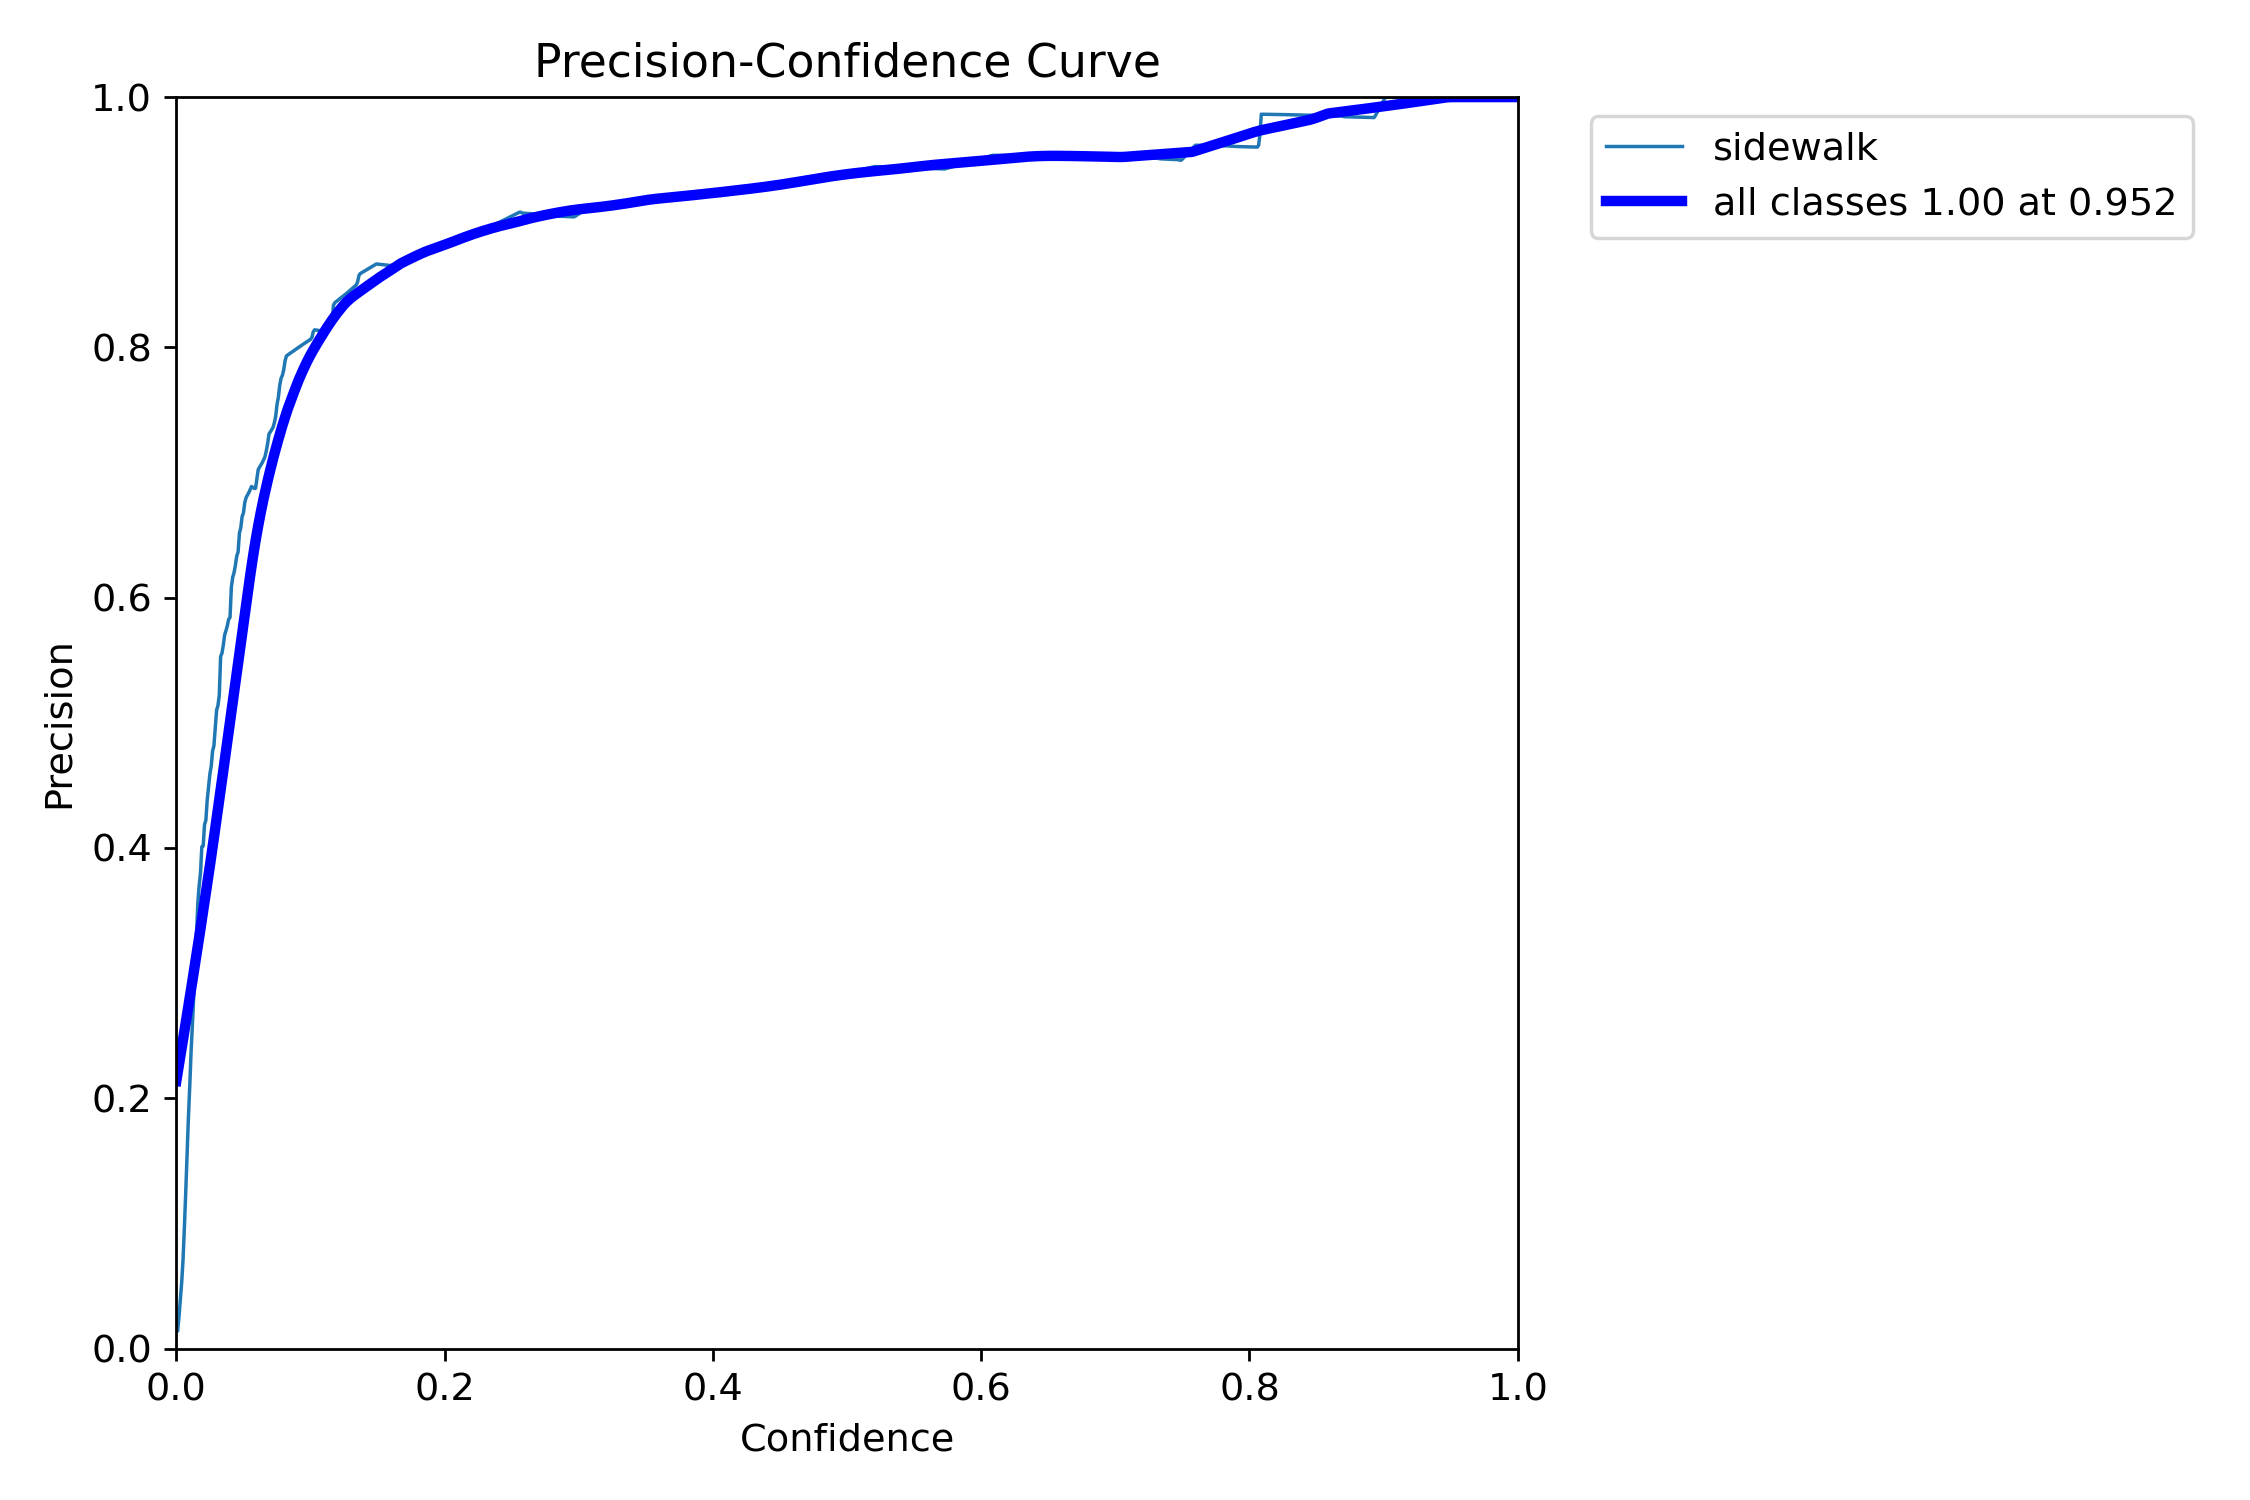 Precision-Confidence Curve
1.0
0.8
0.6
0.4
0.2
0.0
Precision
0.0 0.2 0.4 0.6 0.8 1.0
Confidence
sidewalk
all classes 1.00 at 0.952